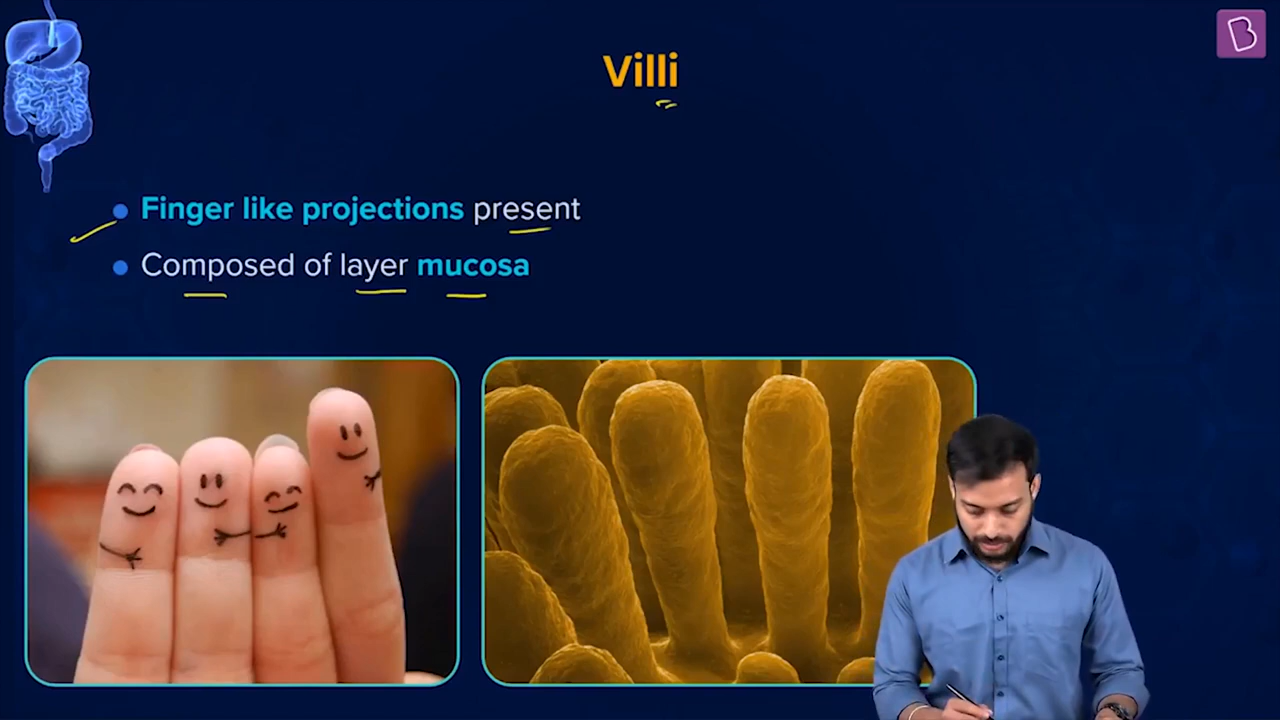 Villi
Finger like projections present
Composed of layer mucosa